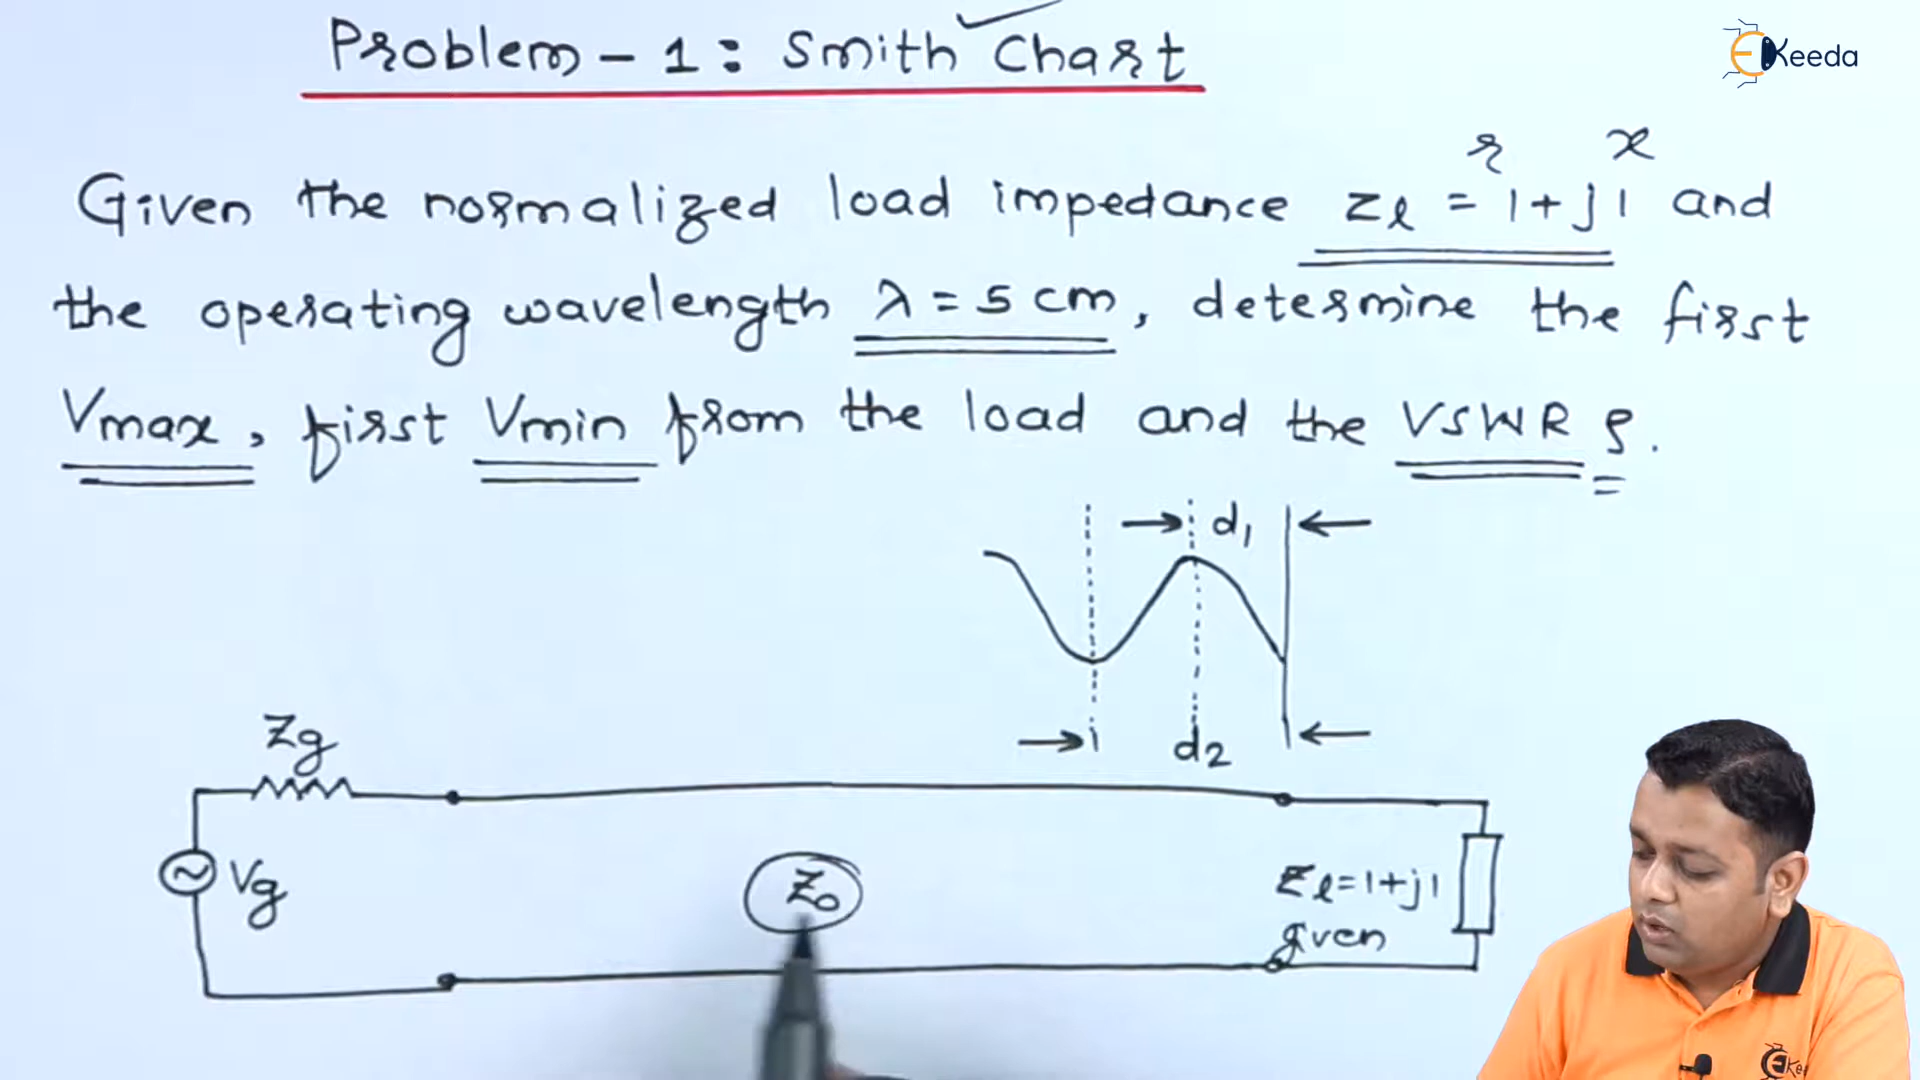 Problem - 1: Smith Chart
EKeeda
r x
Given the normalized load impedance zℓ = 1+j1 and
the operating wavelength λ = 5 cm, determine the first
Vmax, first Vmin from the load and the VSWR ρ.
d1
d2
Zg
Vg
Z0
Zℓ=1+j1
given